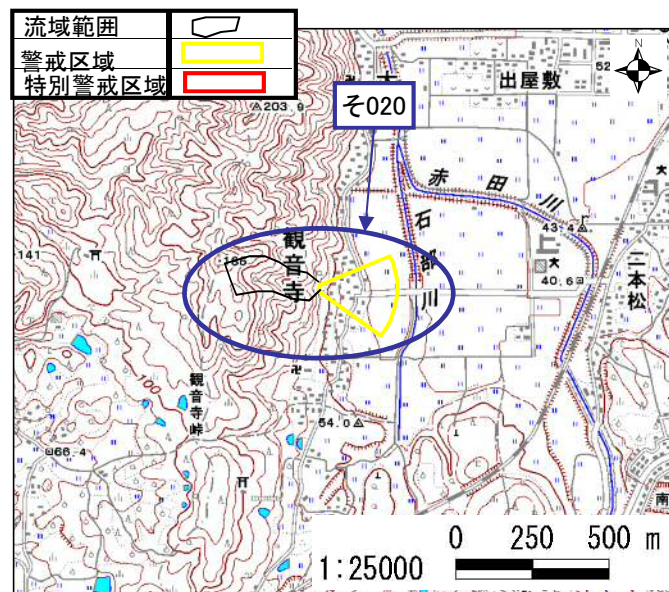 流域範囲
警戒区域
特別警戒区域
N
そ020
出屋敷
52
203.9
赤田川
石部川
43.4
40.6
二本松
観音寺
166
141
100
観音寺峠
54.0
66.4
南
0 250 500 m
1:25000